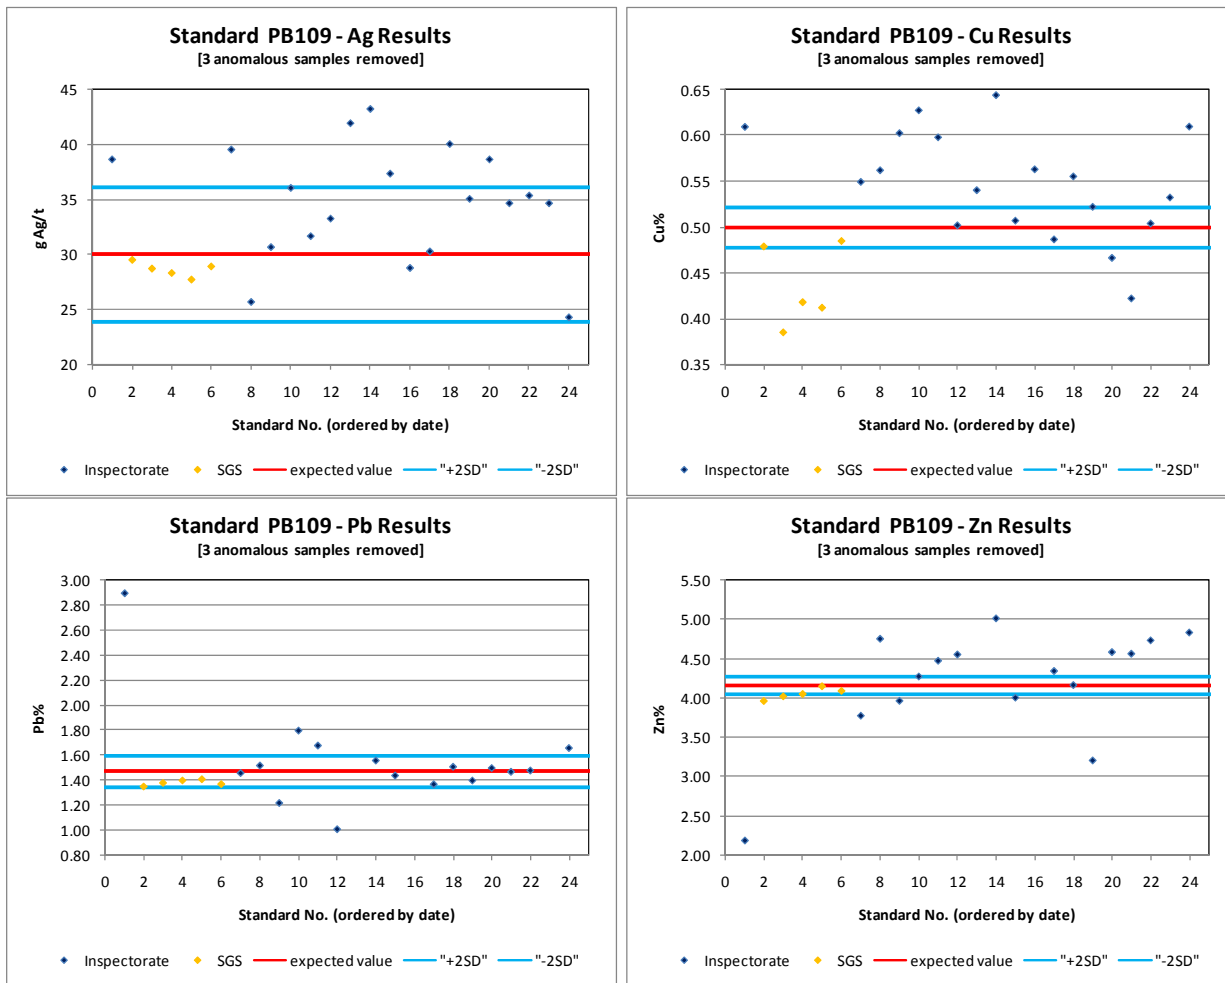 Standard PB109 - Ag Results
[3 anomalous samples removed]
45
40
35
30
25
20
g Ag/t
0 2 4 6 8 10 12 14 16 18 20 22 24
Standard No. (ordered by date)
Inspectorate SGS expected value "+2SD" "-2SD"
Standard PB109 - Cu Results
[3 anomalous samples removed]
0.65
0.60
0.55
0.50
0.45
0.40
0.35
Cu%
0 2 4 6 8 10 12 14 16 18 20 22 24
Standard No. (ordered by date)
Inspectorate SGS expected value "+2SD" "-2SD"
Standard PB109 - Pb Results
[3 anomalous samples removed]
3.00
2.80
2.60
2.40
2.20
2.00
1.80
1.60
1.40
1.20
1.00
0.80
Pb%
0 2 4 6 8 10 12 14 16 18 20 22 24
Standard No. (ordered by date)
Inspectorate SGS expected value "+2SD" "-2SD"
Standard PB109 - Zn Results
[3 anomalous samples removed]
5.50
5.00
4.50
4.00
3.50
3.00
2.50
2.00
Zn%
0 2 4 6 8 10 12 14 16 18 20 22 24
Standard No. (ordered by date)
Inspectorate SGS expected value "+2SD" "-2SD"